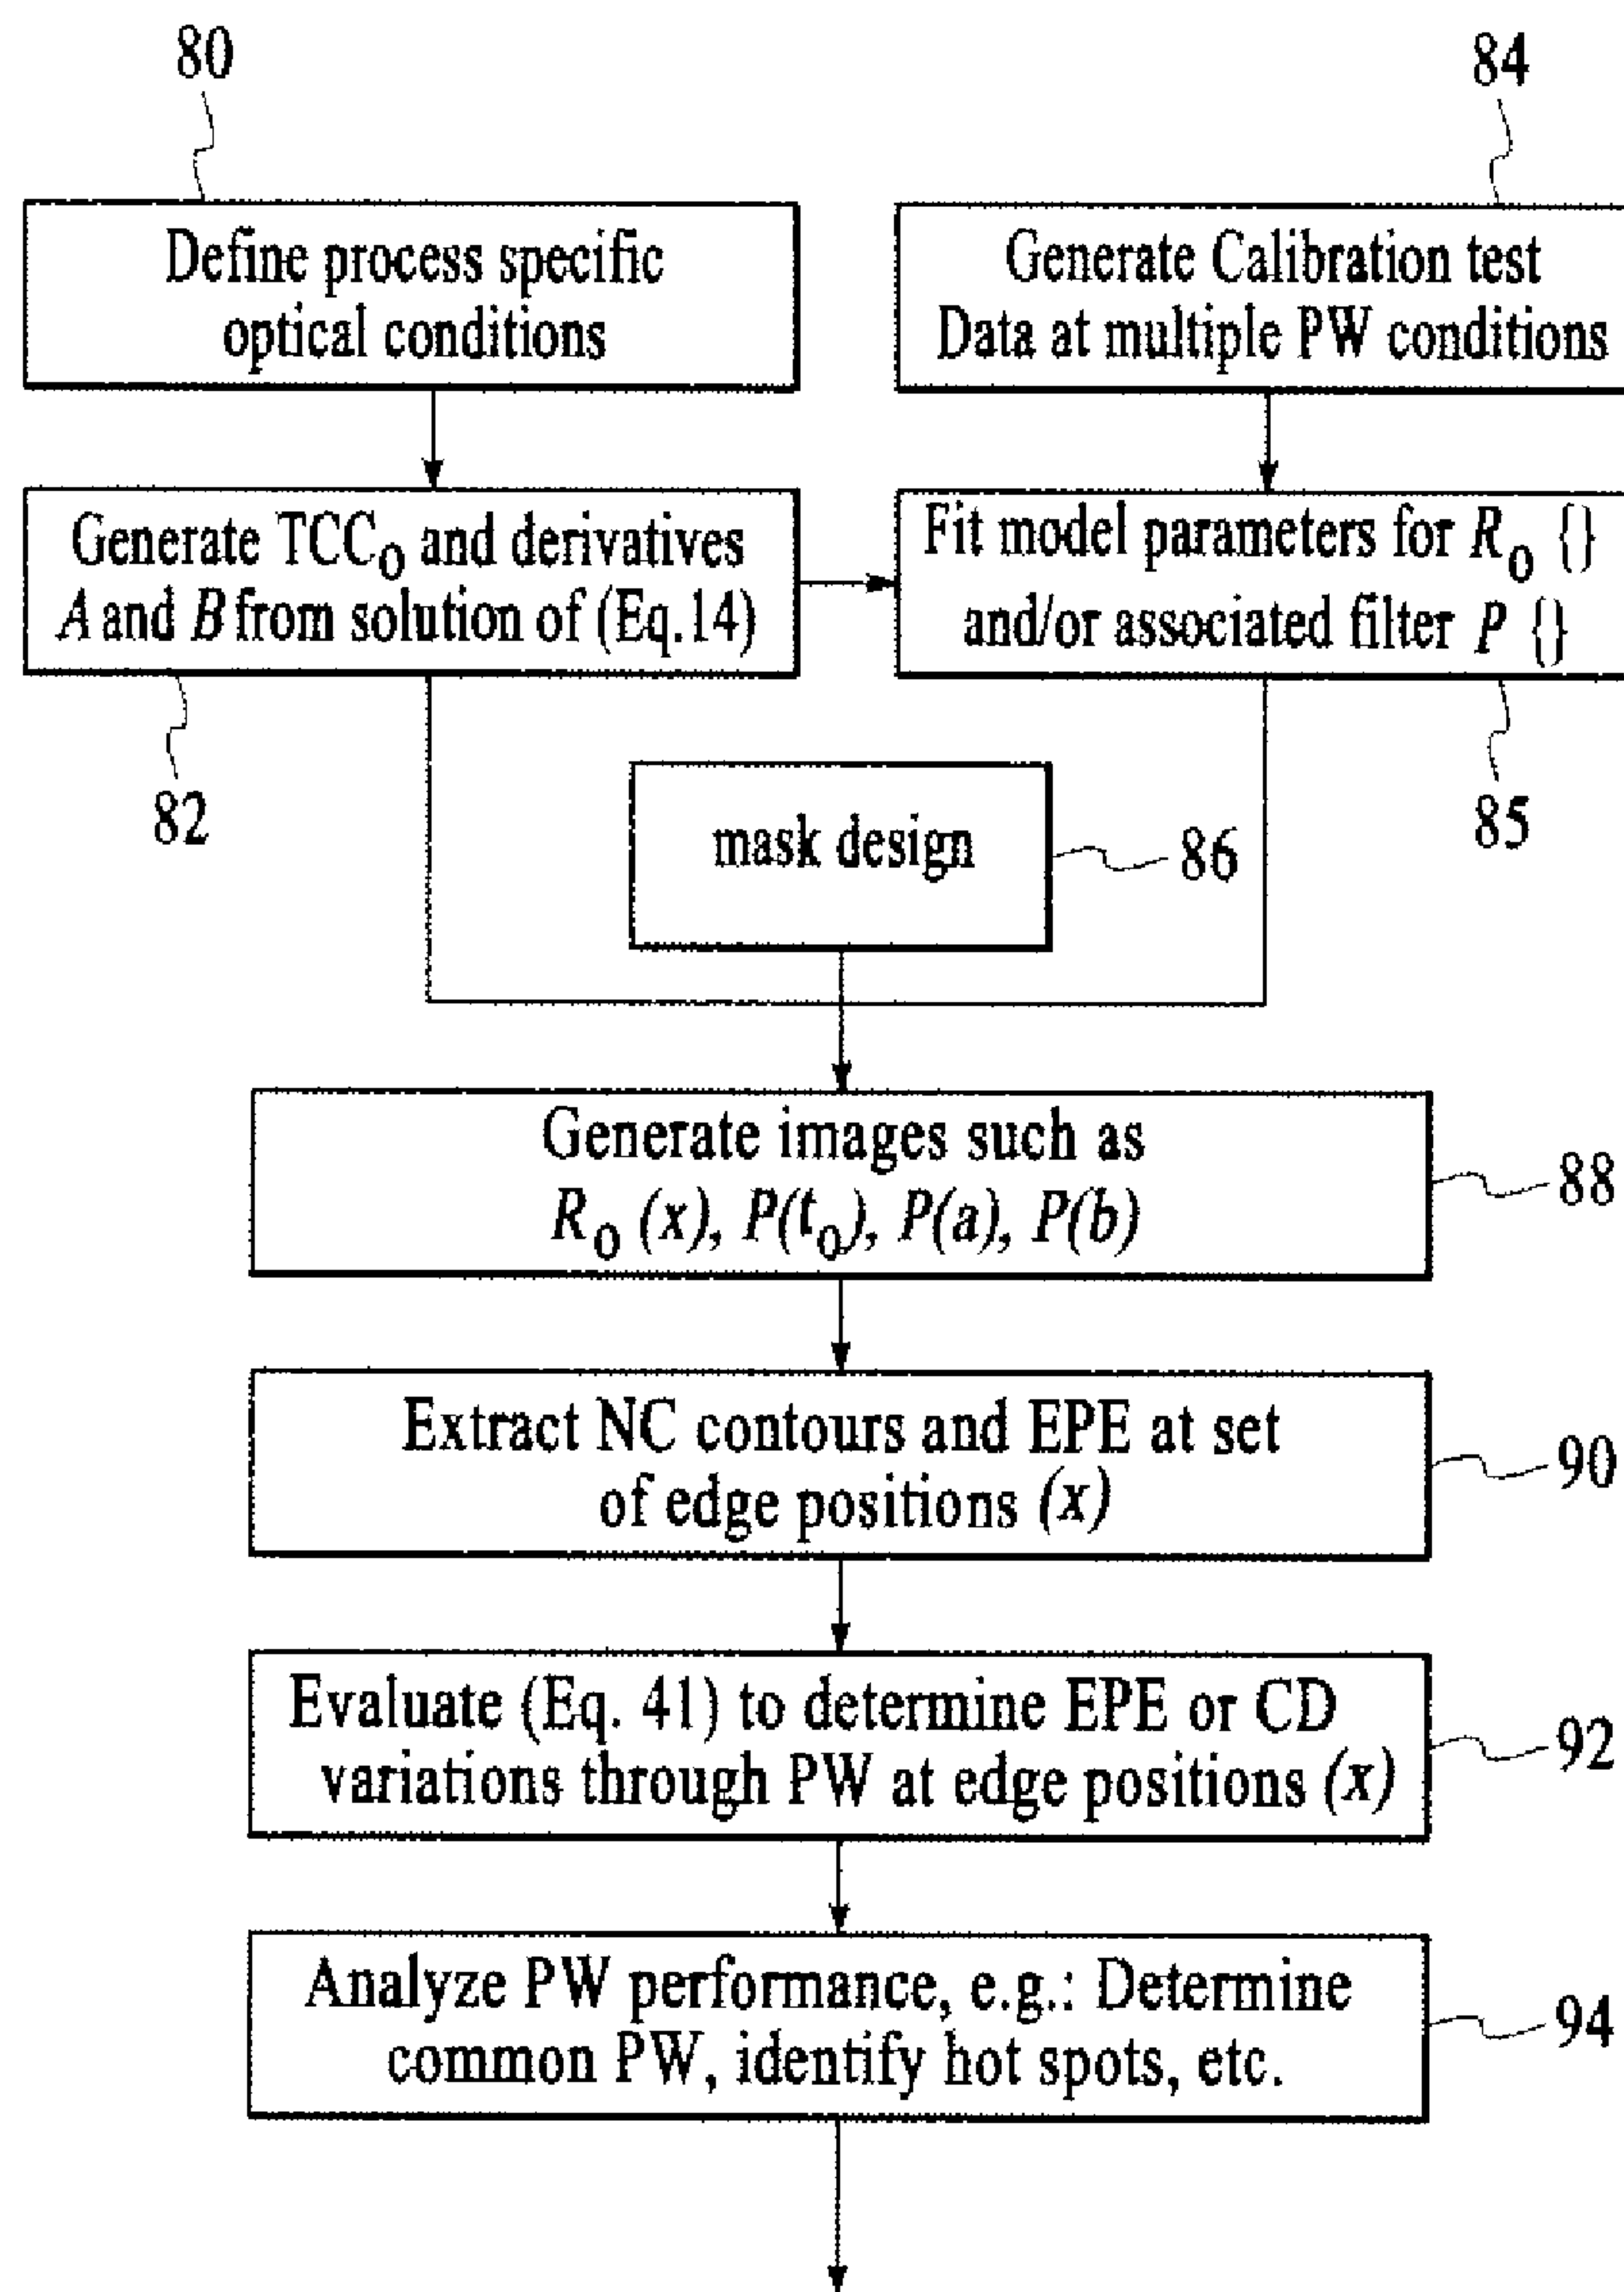 80
84
Define process specific
optical conditions
Generate Calibration test
Data at multiple PW conditions
Generate TCC₀ and derivatives
A and B from solution of (Eq.14)
Fit model parameters for R₀ {}
and/or associated filter P {}
82
85
mask design
86
Generate images such as
R₀ (x), P(t₀), P(a), P(b)
88
Extract NC contours and EPE at set
of edge positions (x)
90
Evaluate (Eq. 41) to determine EPE or CD
variations through PW at edge positions (x)
92
Analyze PW performance, e.g.: Determine
common PW, identify hot spots, etc.
94